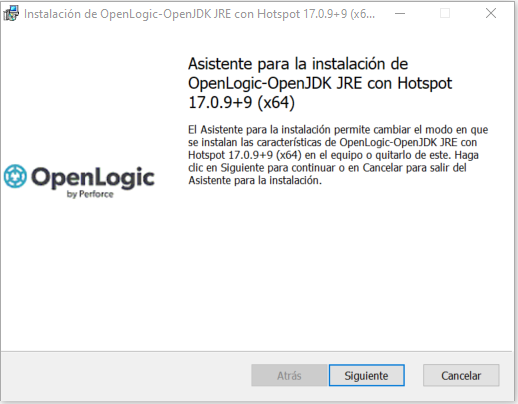 Instalación de OpenLogic-OpenJDK JRE con Hotspot 17.0.9+9 (x6...
Asistente para la instalación de
OpenLogic-OpenJDK JRE con Hotspot
17.0.9+9 (x64)
El Asistente para la instalación permite cambiar el modo en que
se instalan las características de OpenLogic-OpenJDK JRE con
Hotspot 17.0.9+9 (x64) en el equipo o quitarlo de este. Haga
clic en Siguiente para continuar o en Cancelar para salir del
Asistente para la instalación.
OpenLogic
by Perforce
Atrás
Siguiente
Cancelar